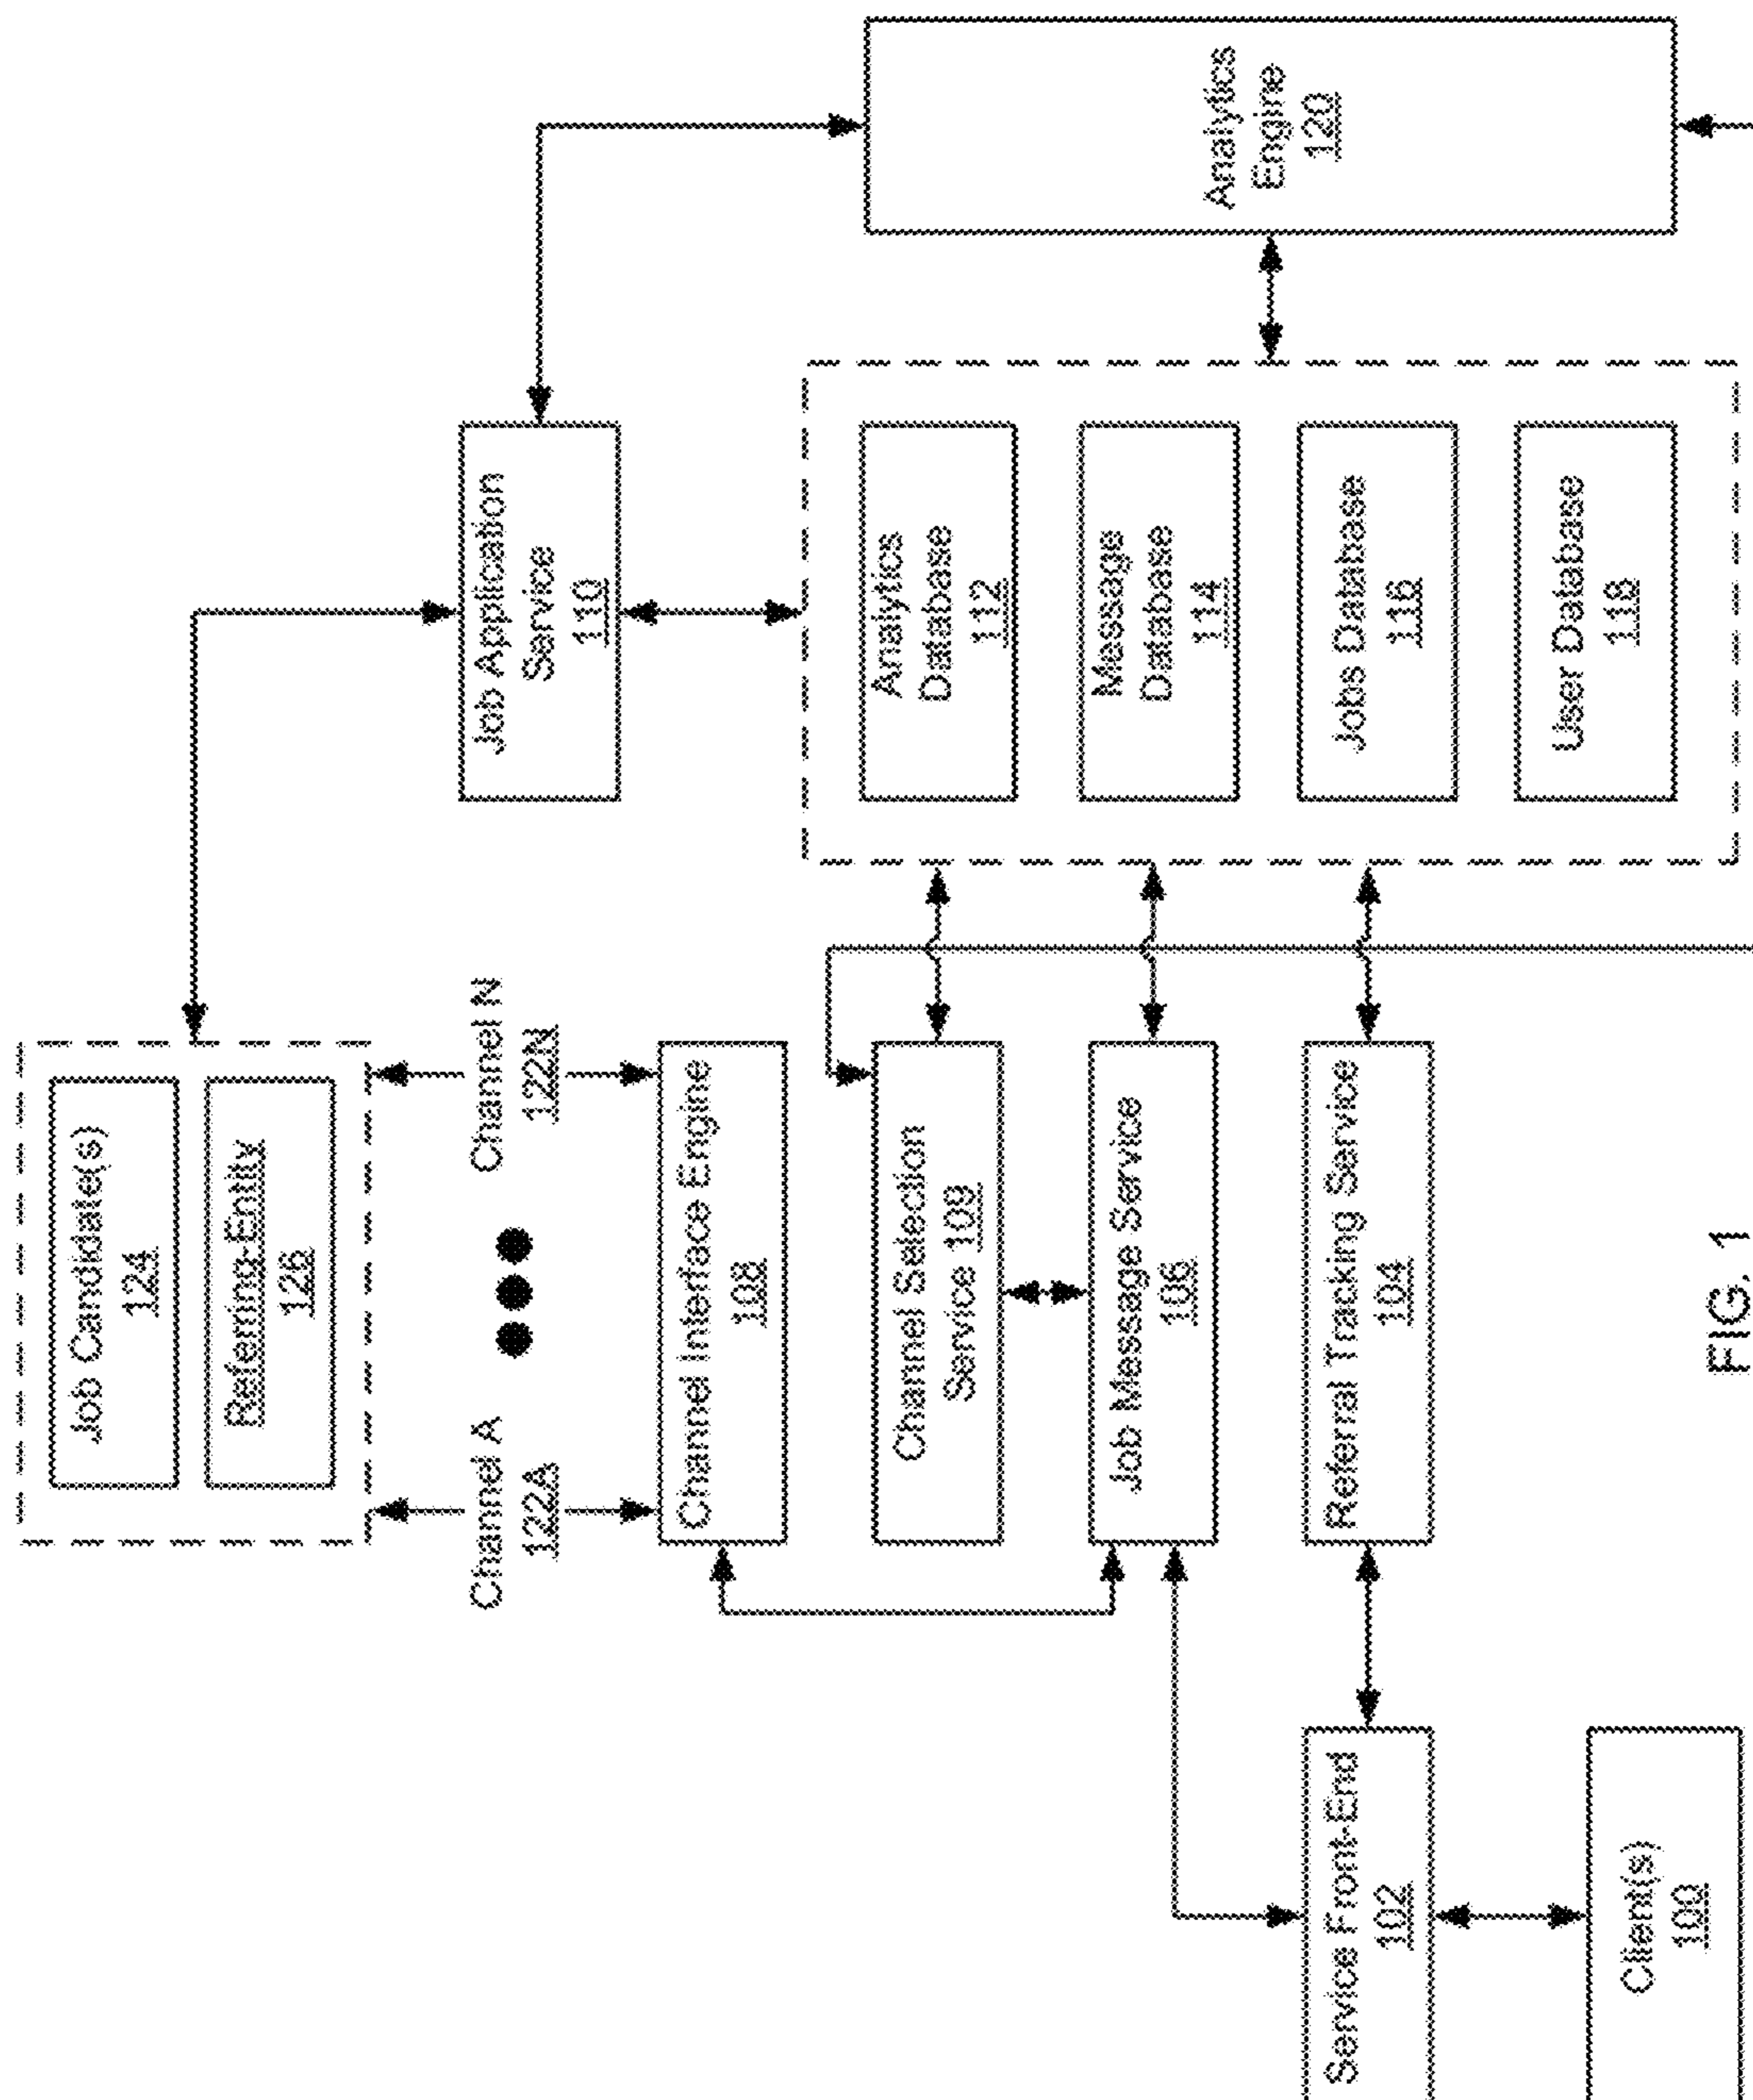 Job Candidate(s)
124
Referring-Entity
126
Channel A
122A
Channel N
122N
Channel Interface Engine
108
Channel Selection
Service 109
Job Message Service
106
Referral Tracking Service
104
Service Front-End
102
Client(s)
100
Job Application
Service
110
Analytics
Database
112
Message
Database
114
Jobs Database
116
User Database
118
Analytics
Engine
120
FIG. 1